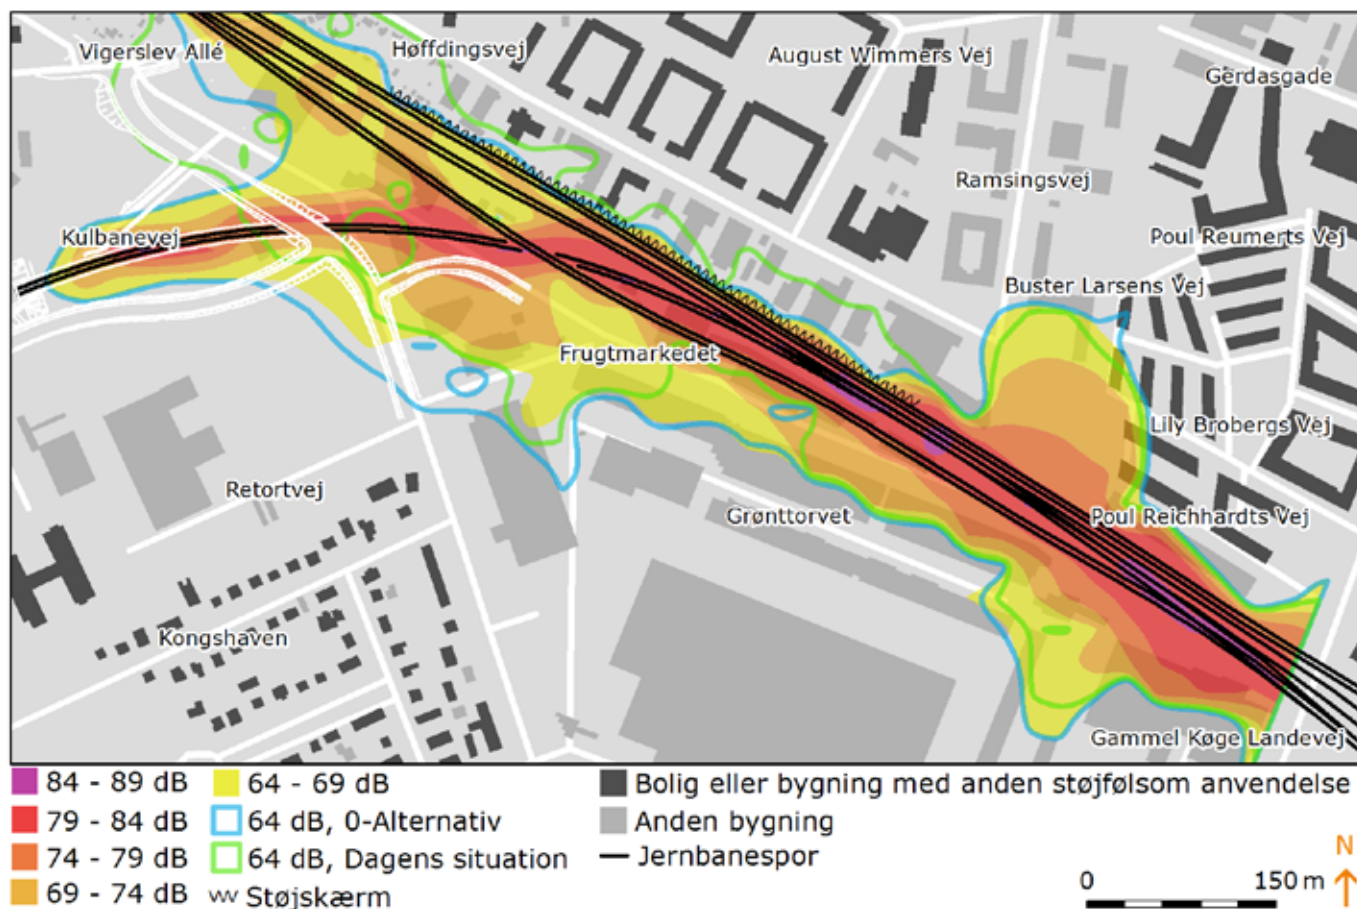 Vigerslev Allé
Høffdingsvej
August Wimmers Vej
Gerdasgade
Ramsingsvej
Kulbanevej
Poul Reumerts Vej
Buster Larsens Vej
Frugtmarkedet
Lily Brobergs Vej
Retortvej
Grønttorvet
Poul Reichhardts Vej
Kongshaven
Gammel Køge Landevej
84 - 89 dB
79 - 84 dB
74 - 79 dB
69 - 74 dB
64 - 69 dB
64 dB, 0-Alternativ
64 dB, Dagens situation
Støjskærm
Bolig eller bygning med anden støjfølsom anvendelse
Anden bygning
Jernbanespor
N
0 150 m